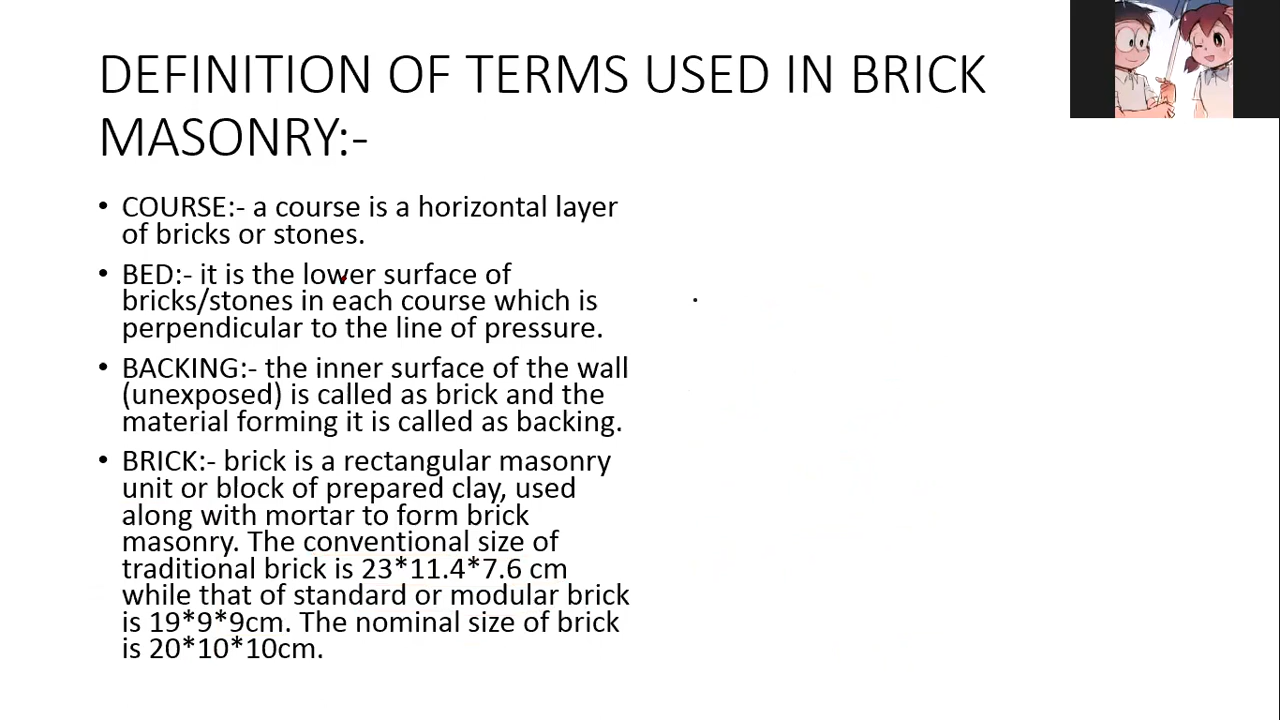 DEFINITION OF TERMS USED IN BRICK
MASONRY:-
• COURSE:- a course is a horizontal layer
of bricks or stones.
• BED:- it is the lower surface of
bricks/stones in each course which is
perpendicular to the line of pressure.
• BACKING:- the inner surface of the wall
(unexposed) is called as brick and the
material forming it is called as backing.
• BRICK:- brick is a rectangular masonry
unit or block of prepared clay, used
along with mortar to form brick
masonry. The conventional size of
traditional brick is 23*11.4*7.6 cm
while that of standard or modular brick
is 19*9*9cm. The nominal size of brick
is 20*10*10cm.